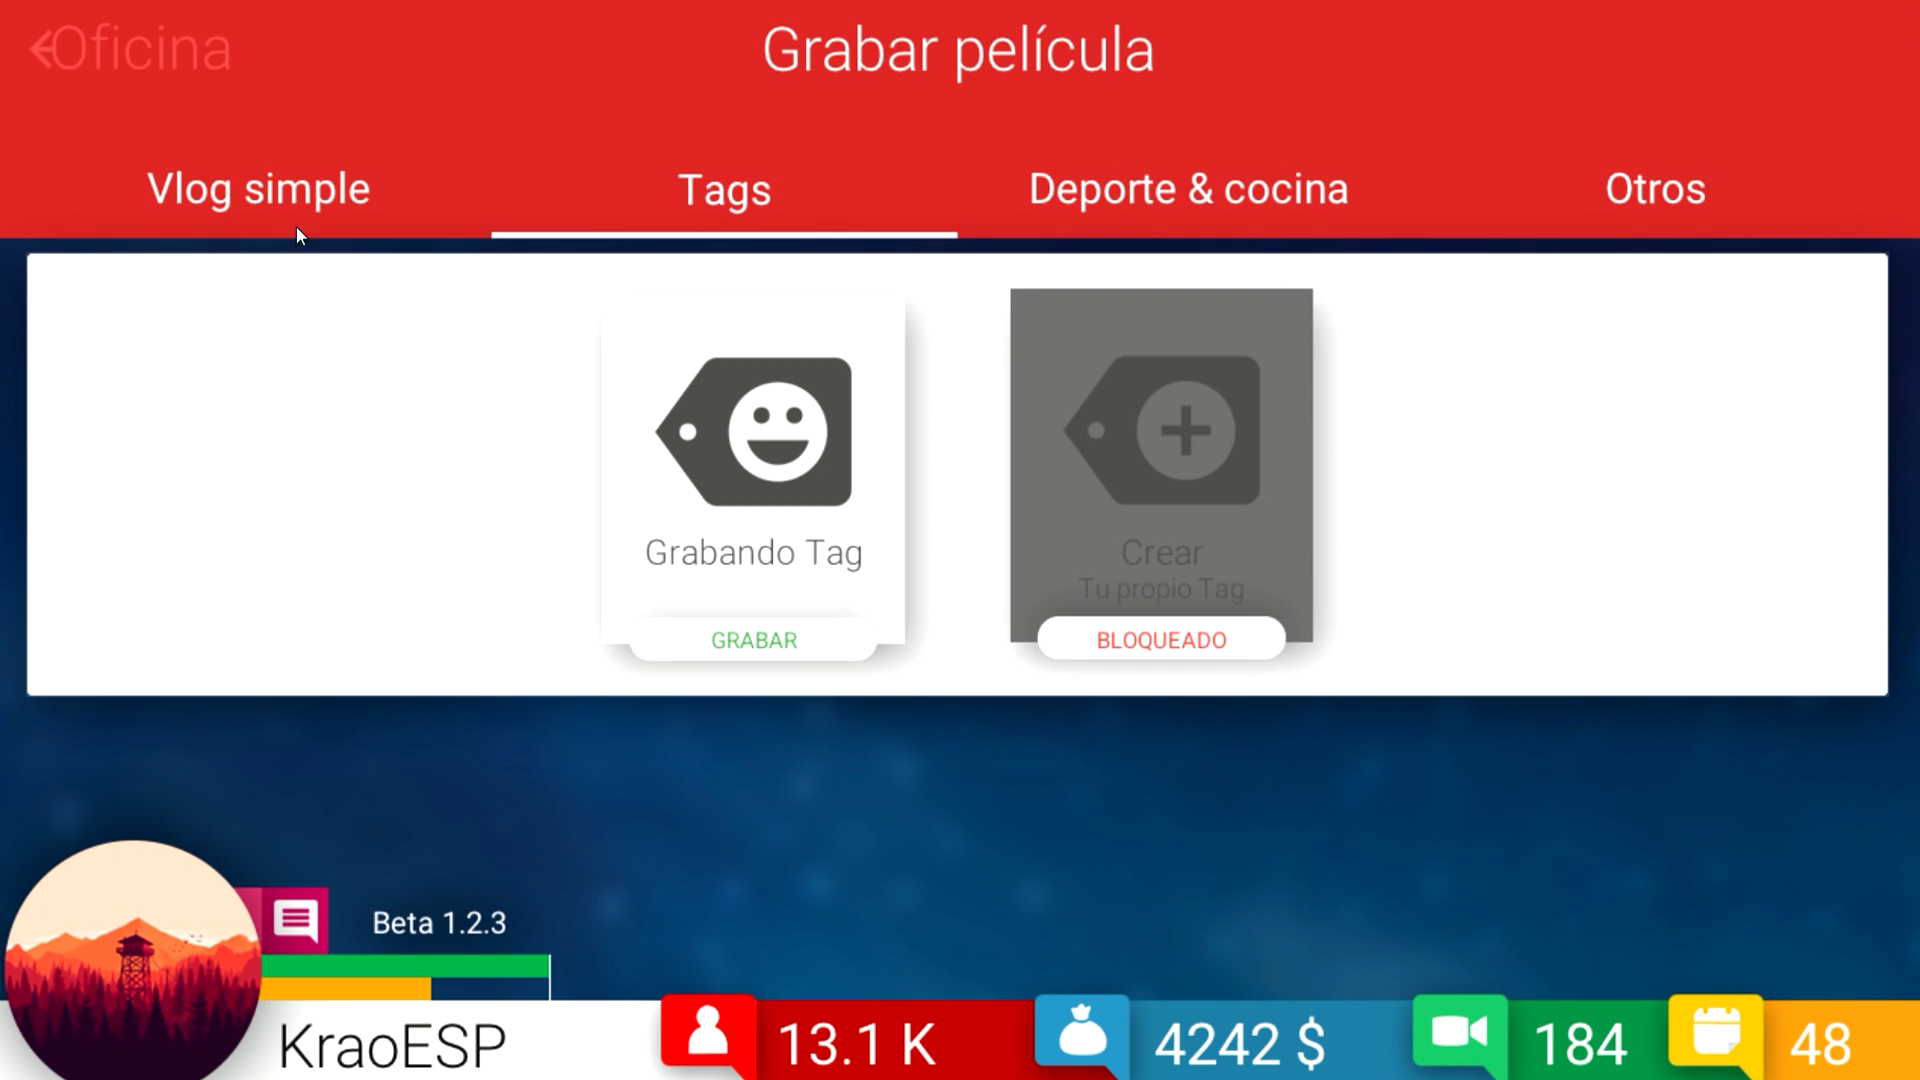 Oficina
Grabar película
Vlog simple
Tags
Deporte & cocina
Otros
Grabando Tag
GRABAR
Crear
Tu propio Tag
BLOQUEADO
Beta 1.2.3
KraoESP
13.1 K
4242 $
184
48